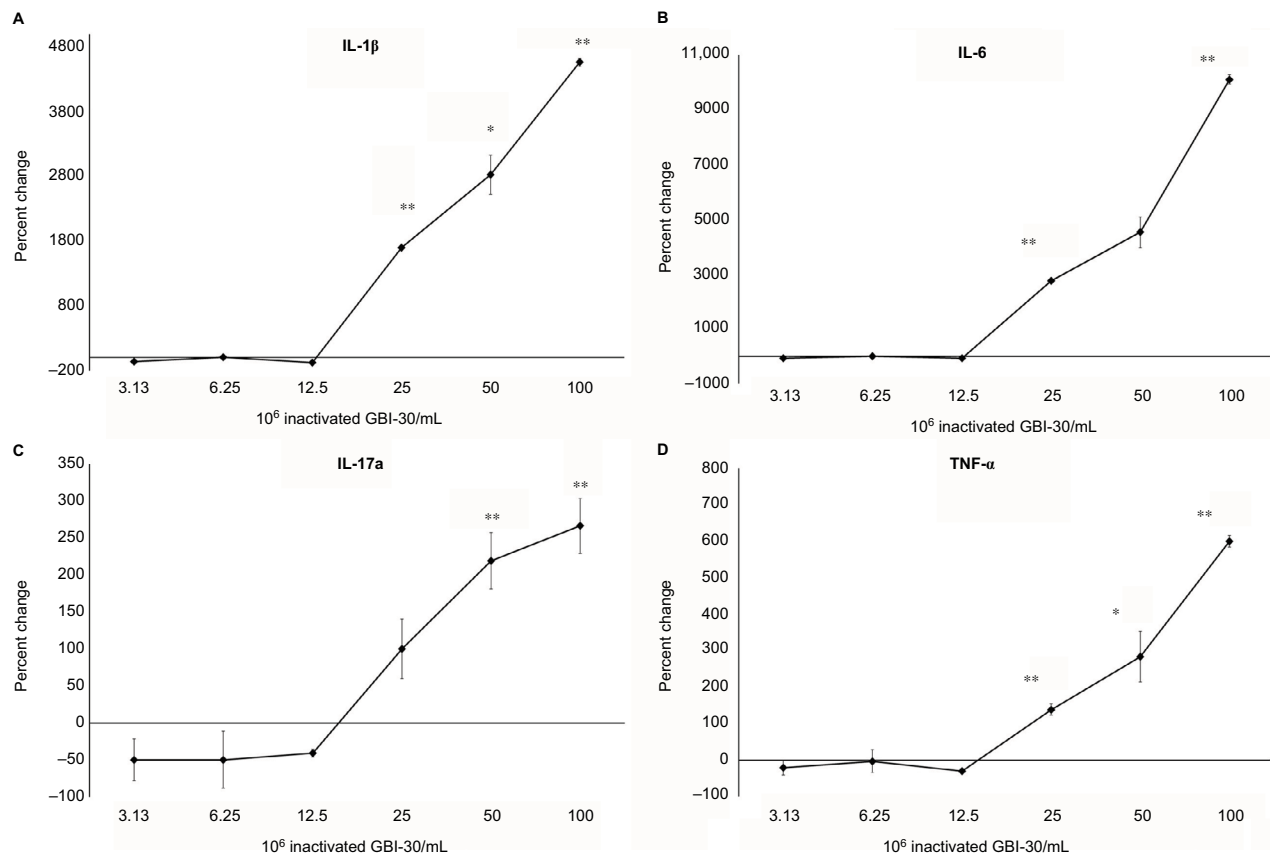 A
IL-1β
4800
3800
2800
1800
800
–200
Percent change
**
*
**
3.13 6.25 12.5 25 50 100
10⁶ inactivated GBI-30/mL
B
IL-6
11,000
9000
7000
5000
3000
1000
–1000
Percent change
**
**
3.13 6.25 12.5 25 50 100
10⁶ inactivated GBI-30/mL
C
IL-17a
350
300
250
200
150
100
50
0
–50
–100
Percent change
**
**
3.13 6.25 12.5 25 50 100
10⁶ inactivated GBI-30/mL
D
TNF-α
800
700
600
500
400
300
200
100
0
–100
Percent change
**
*
**
3.13 6.25 12.5 25 50 100
10⁶ inactivated GBI-30/mL